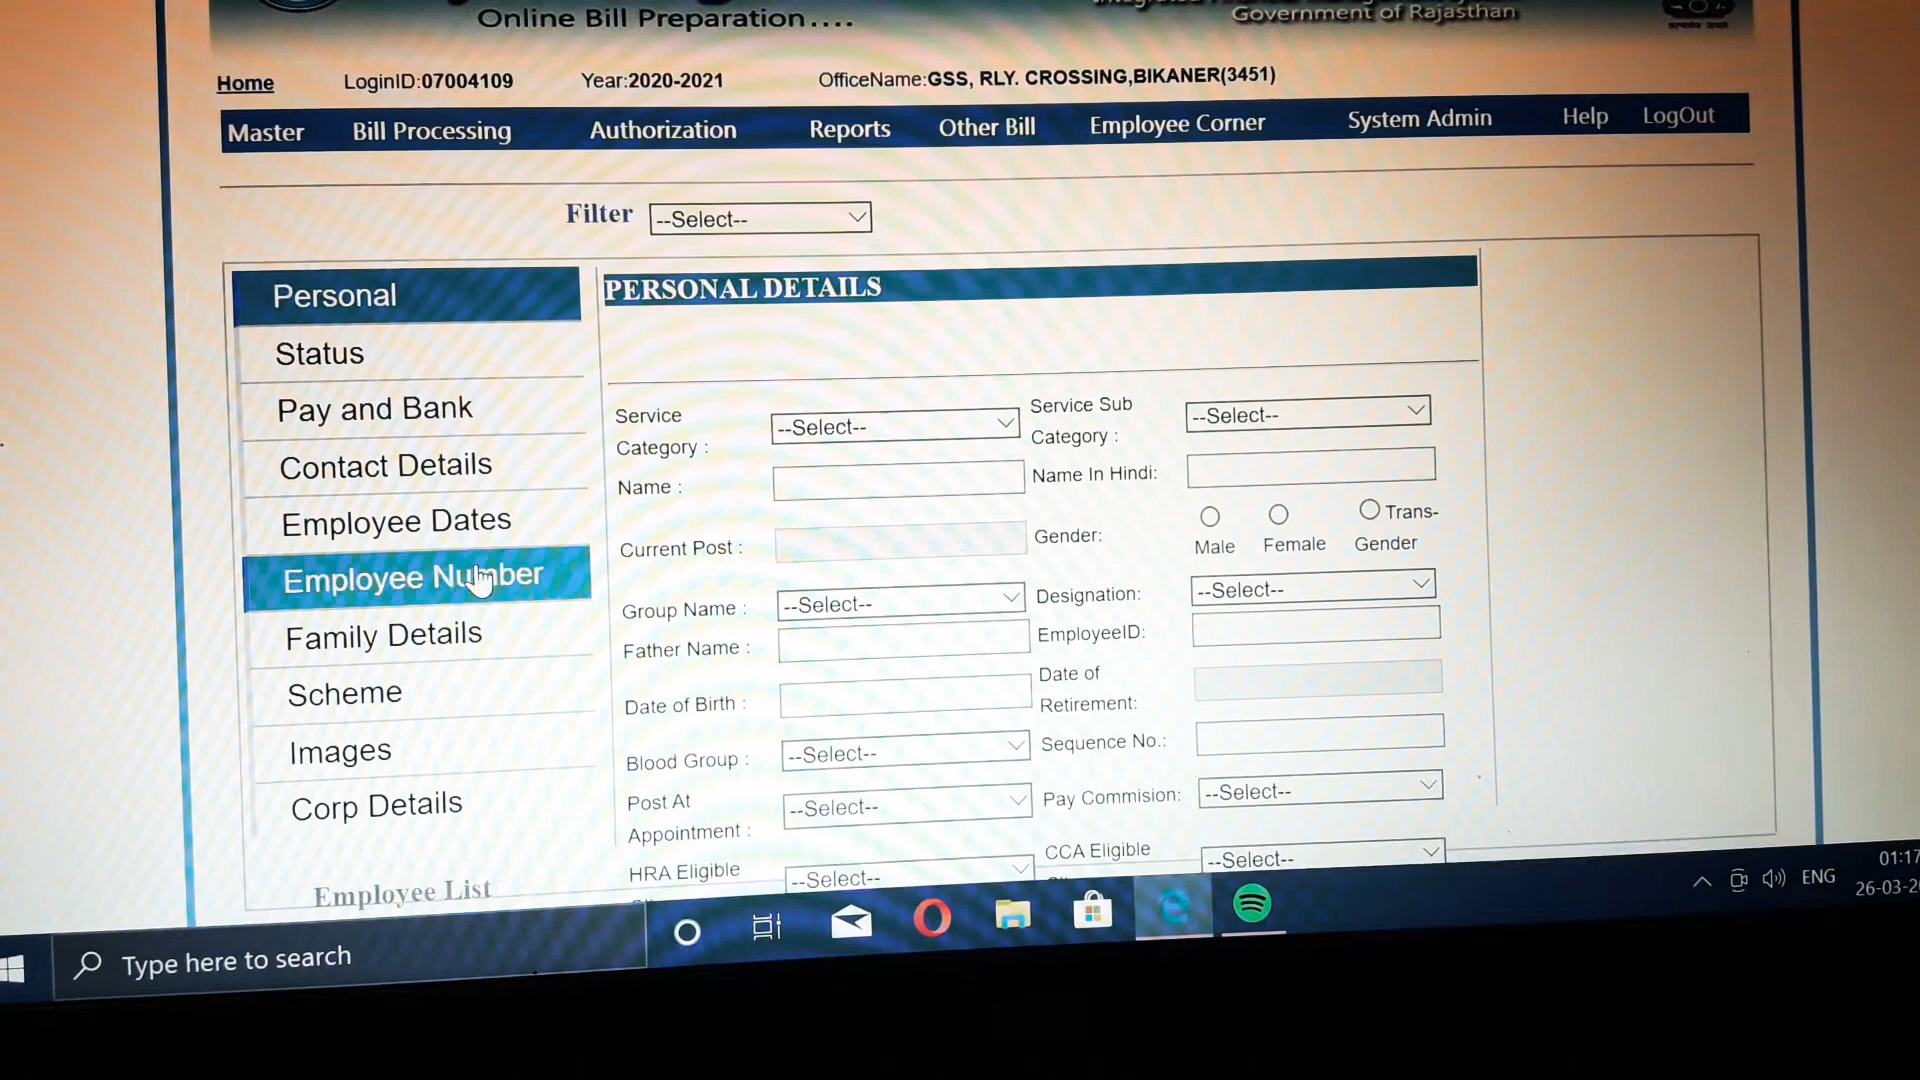 Online Bill Preparation....
Government of Rajasthan
Home LoginID:07004109 Year:2020-2021 OfficeName:GSS, RLY. CROSSING,BIKANER(3451)
Master Bill Processing Authorization Reports Other Bill Employee Corner System Admin Help LogOut
Filter --Select--
Personal
Status
Pay and Bank
Contact Details
Employee Dates
Employee Number
Family Details
Scheme
Images
Corp Details
Employee List
PERSONAL DETAILS
Service Category : --Select--
Service Sub Category : --Select--
Name :
Name In Hindi:
Current Post :
Gender: Male Female Trans-Gender
Group Name : --Select--
Designation: --Select--
Father Name :
EmployeeID:
Date of Birth :
Date of Retirement:
Blood Group : --Select--
Sequence No.:
Post At Appointment : --Select--
Pay Commision: --Select--
HRA Eligible --Select--
CCA Eligible --Select--
Type here to search
ENG
01:17
26-03-2